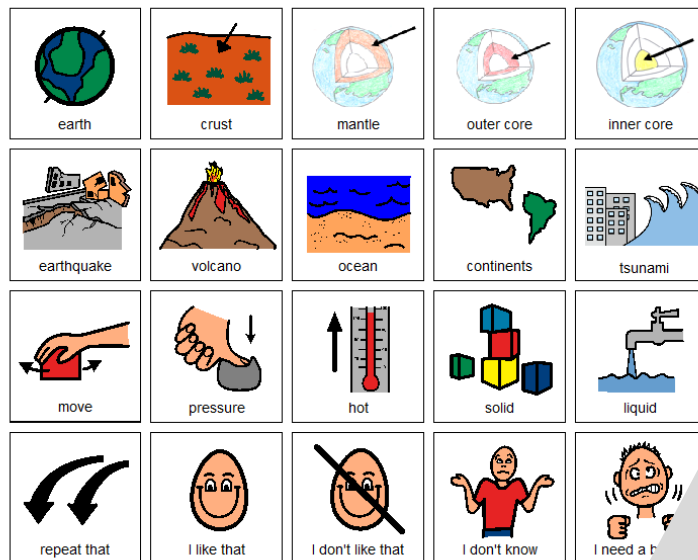 earth
crust
mantle
outer core
inner core
earthquake
volcano
ocean
continents
tsunami
move
pressure
hot
solid
liquid
repeat that
I like that
I don't like that
I don't know
I need a